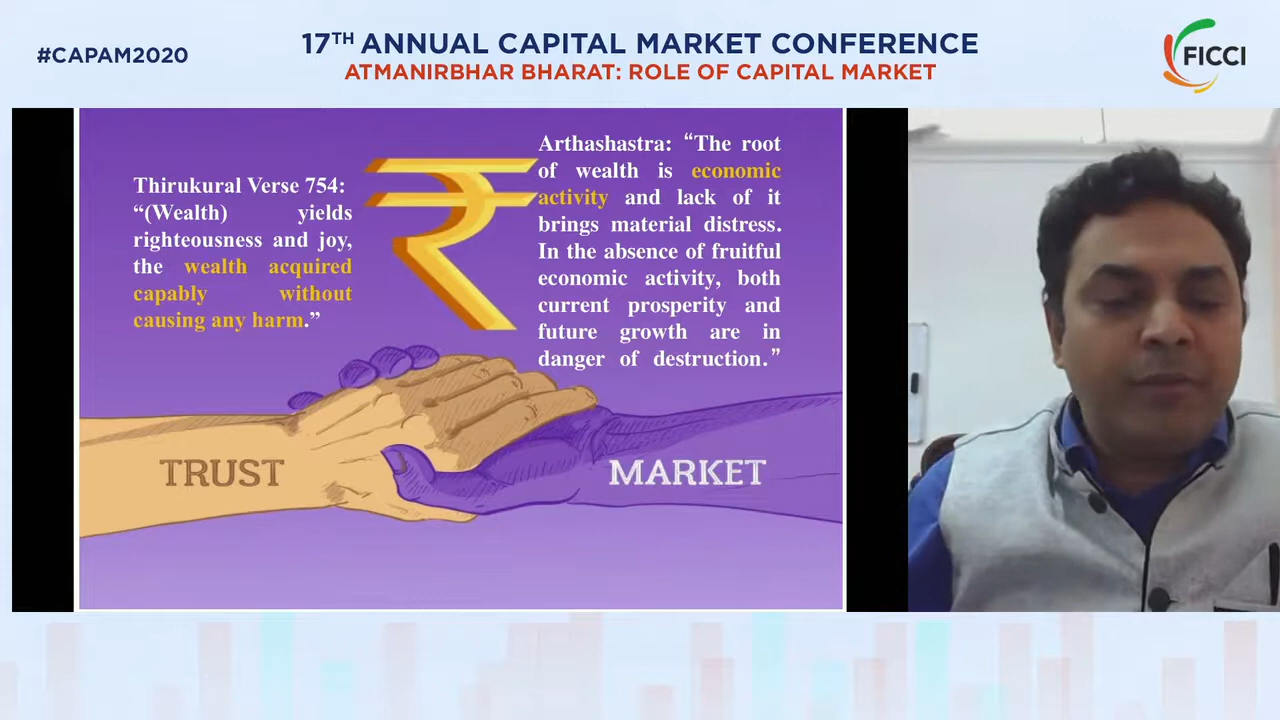 #CAPAM2020
17TH ANNUAL CAPITAL MARKET CONFERENCE
ATMANIRBHAR BHARAT: ROLE OF CAPITAL MARKET
FICCI
Thirukural Verse 754:
“(Wealth) yields
righteousness and joy,
the wealth acquired
capably without
causing any harm.”
₹
Arthashastra: “The root
of wealth is economic
activity and lack of it
brings material distress.
In the absence of fruitful
economic activity, both
current prosperity and
future growth are in
danger of destruction.”
TRUST
MARKET